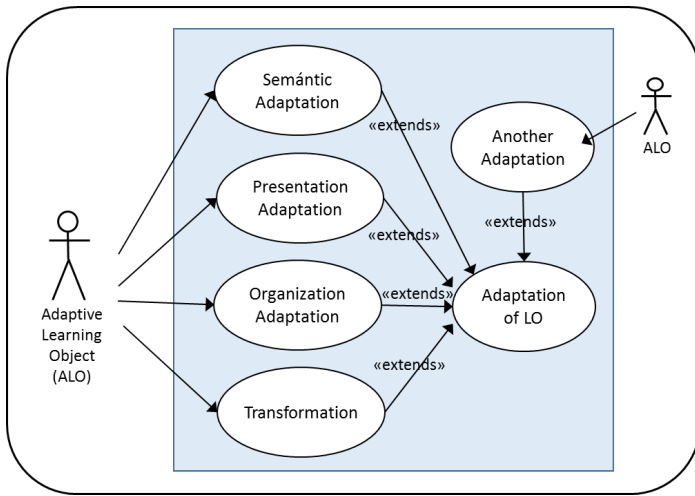 Semántic
Adaptation
«extends»
Another
Adaptation
ALO
Presentation
Adaptation
«extends»
«extends»
Adaptive
Learning
Object
(ALO)
Organization
Adaptation
«extends»
Adaptation
of LO
«extends»
Transformation